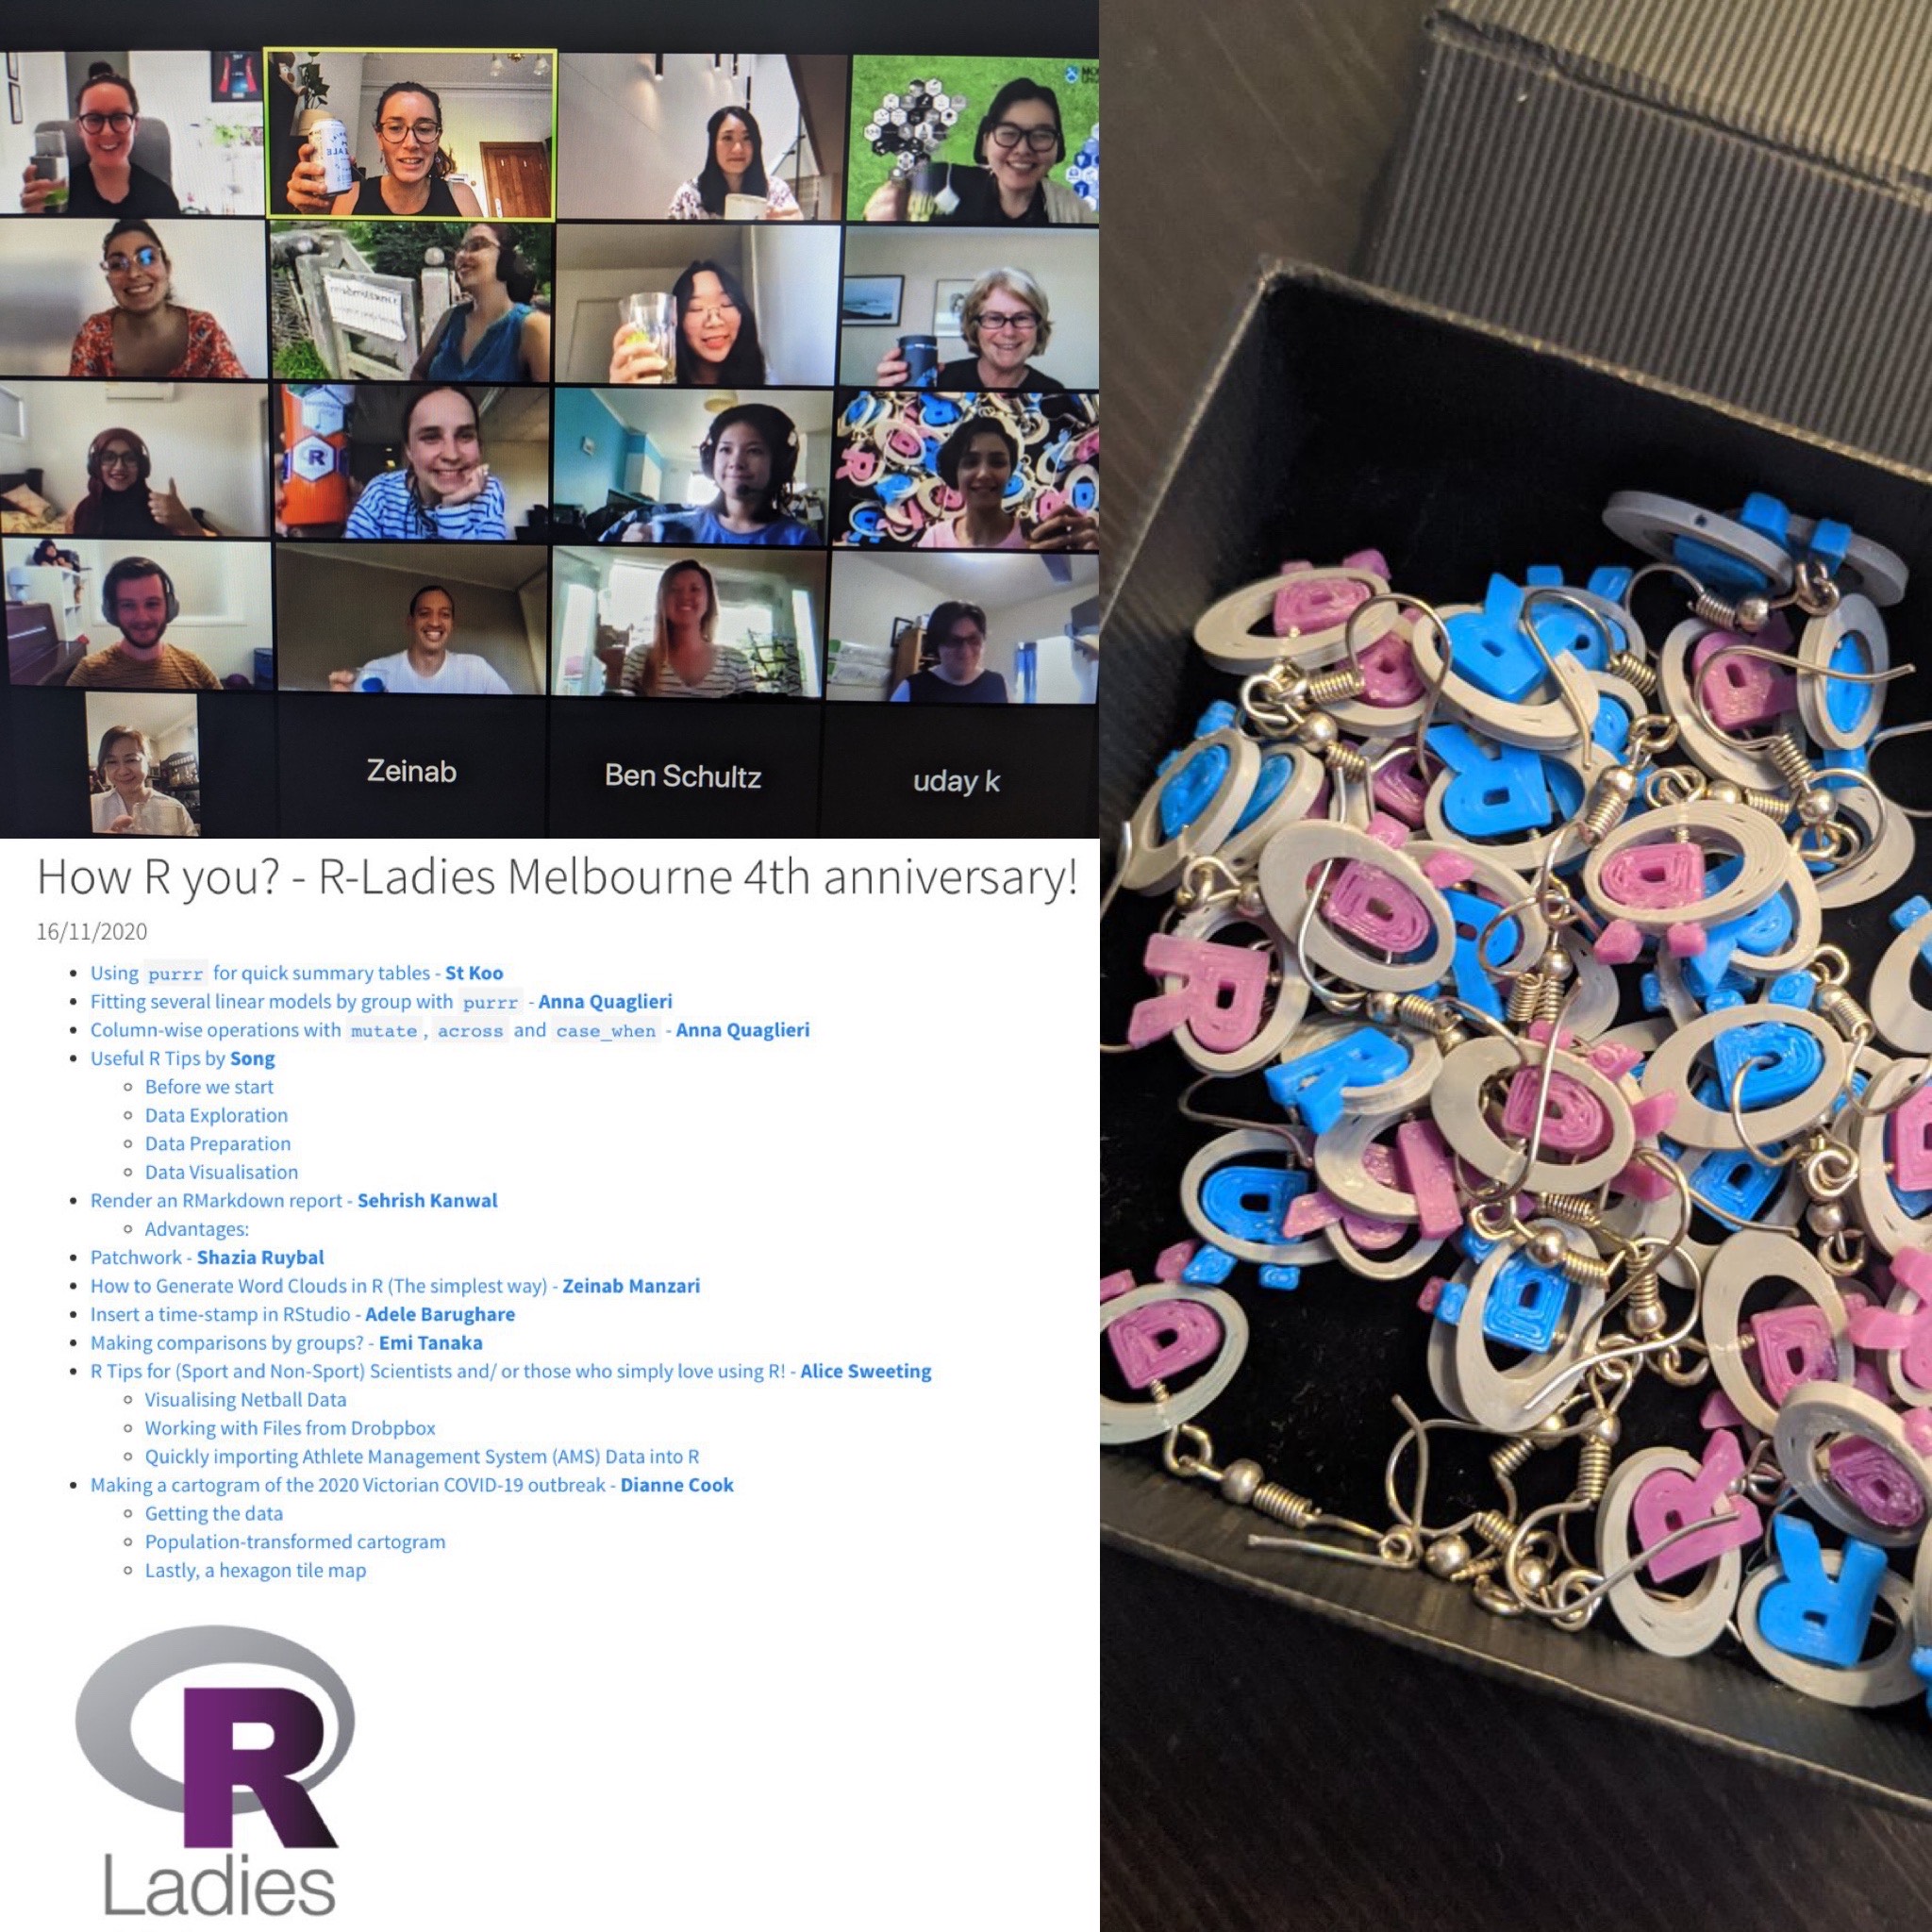 ALE
R
Zeinab
Ben Schultz
uday k
How R you? - R-Ladies Melbourne 4th anniversary!
16/11/2020
Using purrr for quick summary tables - St Koo
Fitting several linear models by group with purrr - Anna Quaglieri
Column-wise operations with mutate, across and case_when - Anna Quaglieri
Useful R Tips by Song
Before we start
Data Exploration
Data Preparation
Data Visualisation
Render an RMarkdown report - Sehrish Kanwal
Advantages:
Patchwork - Shazia Ruybal
How to Generate Word Clouds in R (The simplest way) - Zeinab Manzari
Insert a time-stamp in RStudio - Adele Barughare
Making comparisons by groups? - Emi Tanaka
R Tips for (Sport and Non-Sport) Scientists and/ or those who simply love using R! - Alice Sweeting
Visualising Netball Data
Working with Files from Drobpbox
Quickly importing Athlete Management System (AMS) Data into R
Making a cartogram of the 2020 Victorian COVID-19 outbreak - Dianne Cook
Getting the data
Population-transformed cartogram
Lastly, a hexagon tile map
R
Ladies
R
R
R
R
R